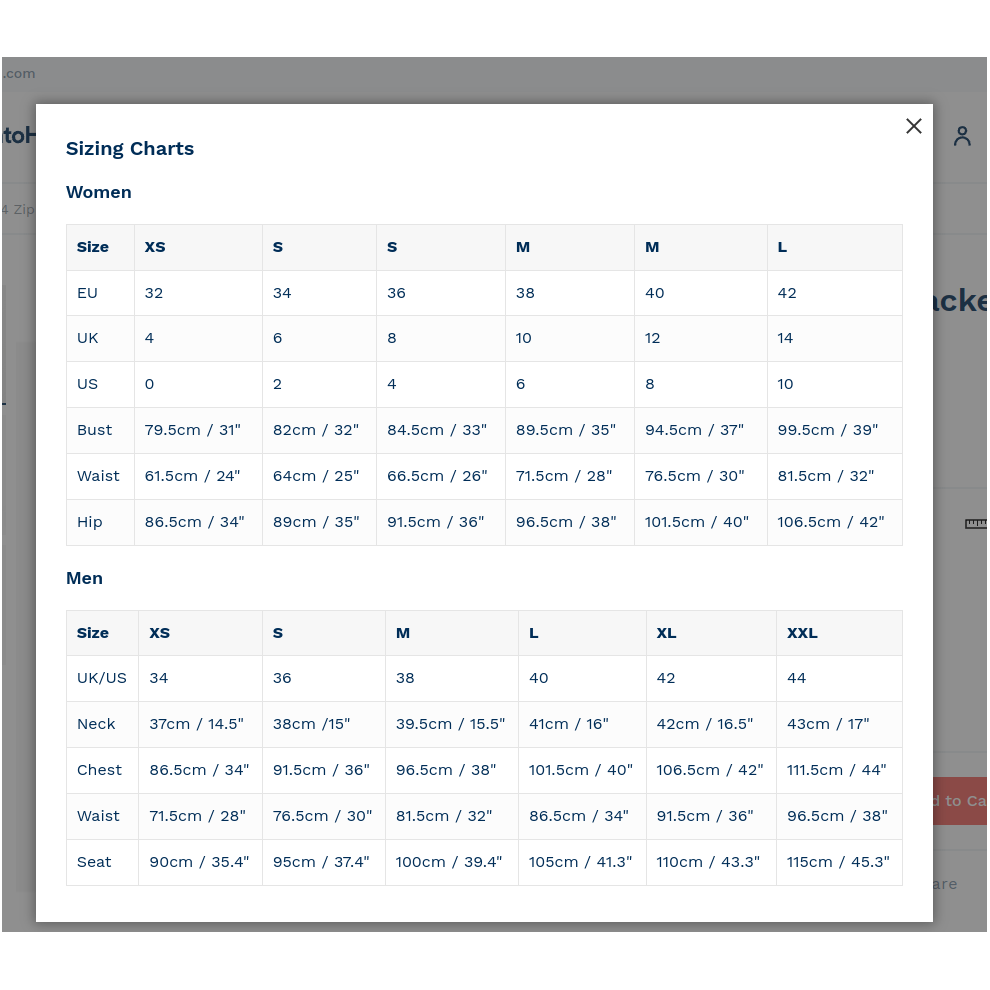 .com
Sizing Charts
Women
Size XS S S M M L
EU 32 34 36 38 40 42
UK 4 6 8 10 12 14
US 0 2 4 6 8 10
Bust 79.5cm / 31" 82cm / 32" 84.5cm / 33" 89.5cm / 35" 94.5cm / 37" 99.5cm / 39"
Waist 61.5cm / 24" 64cm / 25" 66.5cm / 26" 71.5cm / 28" 76.5cm / 30" 81.5cm / 32"
Hip 86.5cm / 34" 89cm / 35" 91.5cm / 36" 96.5cm / 38" 101.5cm / 40" 106.5cm / 42"
Men
Size XS S M L XL XXL
UK/US 34 36 38 40 42 44
Neck 37cm / 14.5" 38cm /15" 39.5cm / 15.5" 41cm / 16" 42cm / 16.5" 43cm / 17"
Chest 86.5cm / 34" 91.5cm / 36" 96.5cm / 38" 101.5cm / 40" 106.5cm / 42" 111.5cm / 44"
Waist 71.5cm / 28" 76.5cm / 30" 81.5cm / 32" 86.5cm / 34" 91.5cm / 36" 96.5cm / 38"
Seat 90cm / 35.4" 95cm / 37.4" 100cm / 39.4" 105cm / 41.3" 110cm / 43.3" 115cm / 45.3"
4 Zip
acke
d to Ca
are